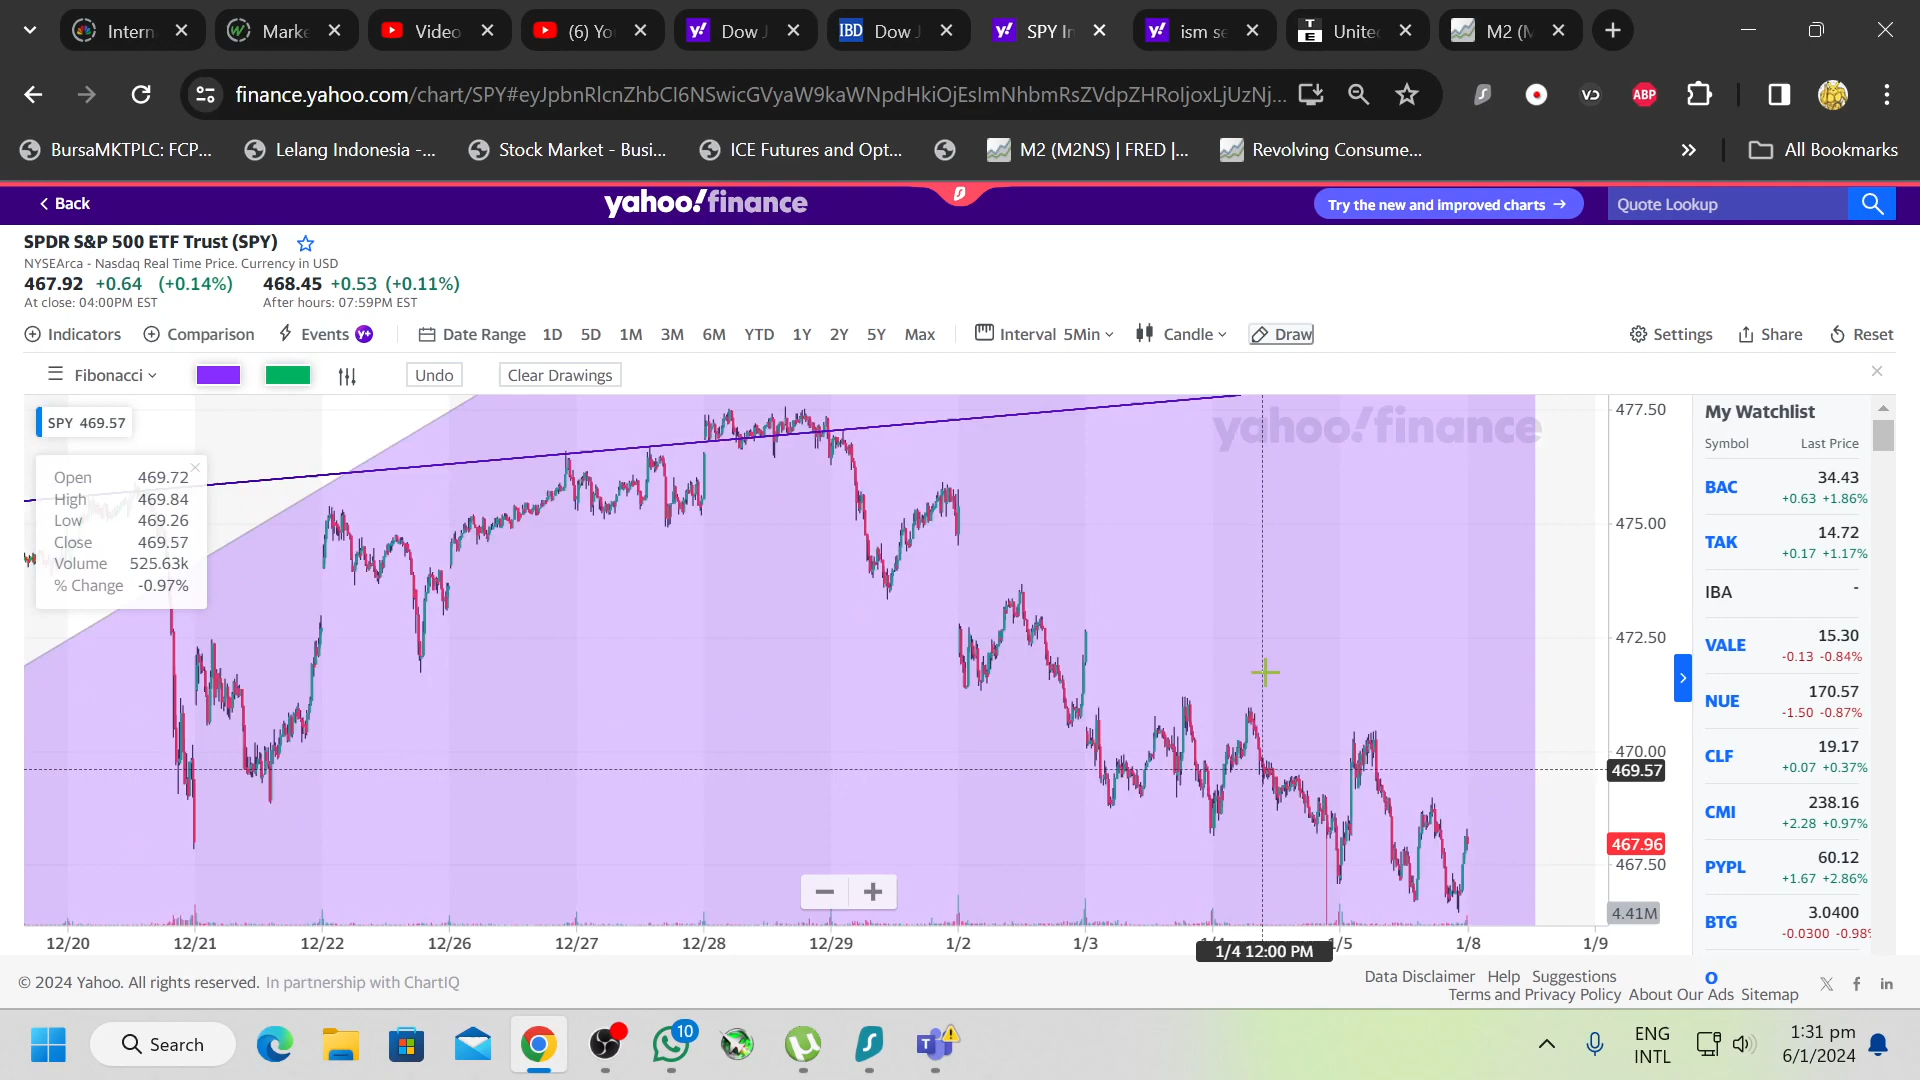 Intern
Marke
Video
(6) Yo
Dow J
IBD Dow J
SPY In
ism se
Unite
M2 (M
finance.yahoo.com/chart/SPY#eyJpbnRlcnZhbCI6NSwicGVyaW9kaWNpdHkiOjEsImNhbmRsZVdpZHRoIjoxLjUzNj...
VD
ABP
BursaMKTPLC: FCP...
Lelang Indonesia -...
Stock Market - Busi...
ICE Futures and Opt...
M2 (M2NS) | FRED |...
Revolving Consume...
All Bookmarks
Back
yahoo!finance
Try the new and improved charts →
Quote Lookup
SPDR S&P 500 ETF Trust (SPY)
NYSEArca - Nasdaq Real Time Price. Currency in USD
467.92 +0.64 (+0.14%) 468.45 +0.53 (+0.11%)
At close: 04:00PM EST After hours: 07:59PM EST
Indicators Comparison Events Y+ Date Range 1D 5D 1M 3M 6M YTD 1Y 2Y 5Y Max Interval 5Min Candle Draw Settings Share Reset
Fibonacci Undo Clear Drawings
SPY 469.57
Open 469.72
High 469.84
Low 469.26
Close 469.57
Volume 525.63k
% Change -0.97%
yahoo!finance
477.50
475.00
472.50
470.00
469.57
467.96
467.50
4.41M
12/20 12/21 12/22 12/26 12/27 12/28 12/29 1/2 1/3 1/5 1/8 1/9
1/4 12:00 PM
My Watchlist
Symbol Last Price
BAC 34.43
+0.63 +1.86%
TAK 14.72
+0.17 +1.17%
IBA -
VALE 15.30
-0.13 -0.84%
NUE 170.57
-1.50 -0.87%
CLF 19.17
+0.07 +0.37%
CMI 238.16
+2.28 +0.97%
PYPL 60.12
+1.67 +2.86%
BTG 3.0400
-0.0300 -0.98%
O
© 2024 Yahoo. All rights reserved. In partnership with ChartIQ
Data Disclaimer Help Suggestions
Terms and Privacy Policy About Our Ads Sitemap
Search
10
ENG
INTL
1:31 pm
6/1/2024